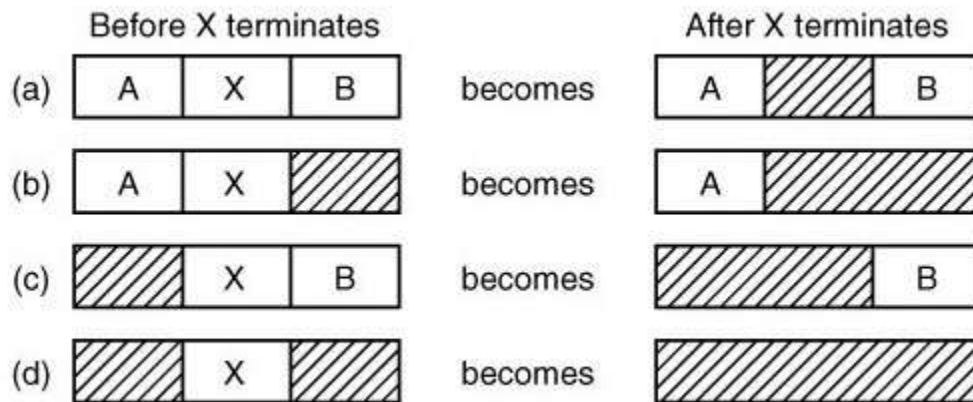 Before X terminates After X terminates
(a) A X B becomes A B
(b) A X becomes A
(c) X B becomes B
(d) X becomes